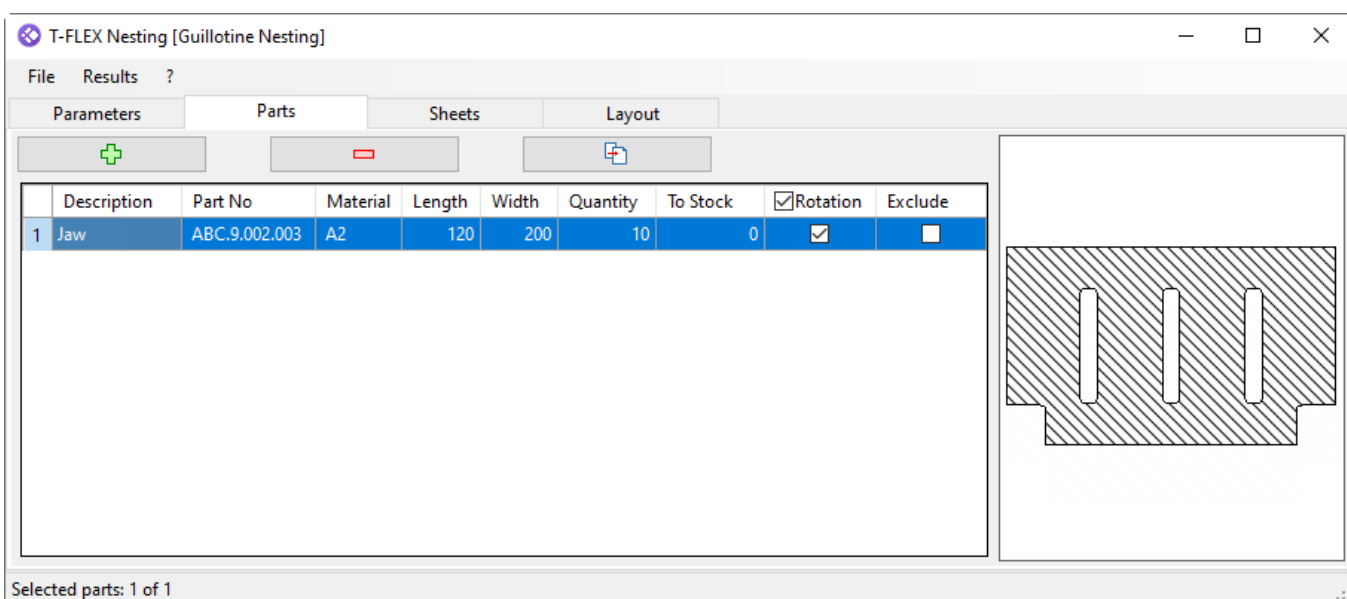 T-FLEX Nesting [Guillotine Nesting]
File Results ?
Parameters Parts Sheets Layout
Description Part No Material Length Width Quantity To Stock Rotation Exclude
1 Jaw ABC.9.002.003 A2 120 200 10 0
Selected parts: 1 of 1